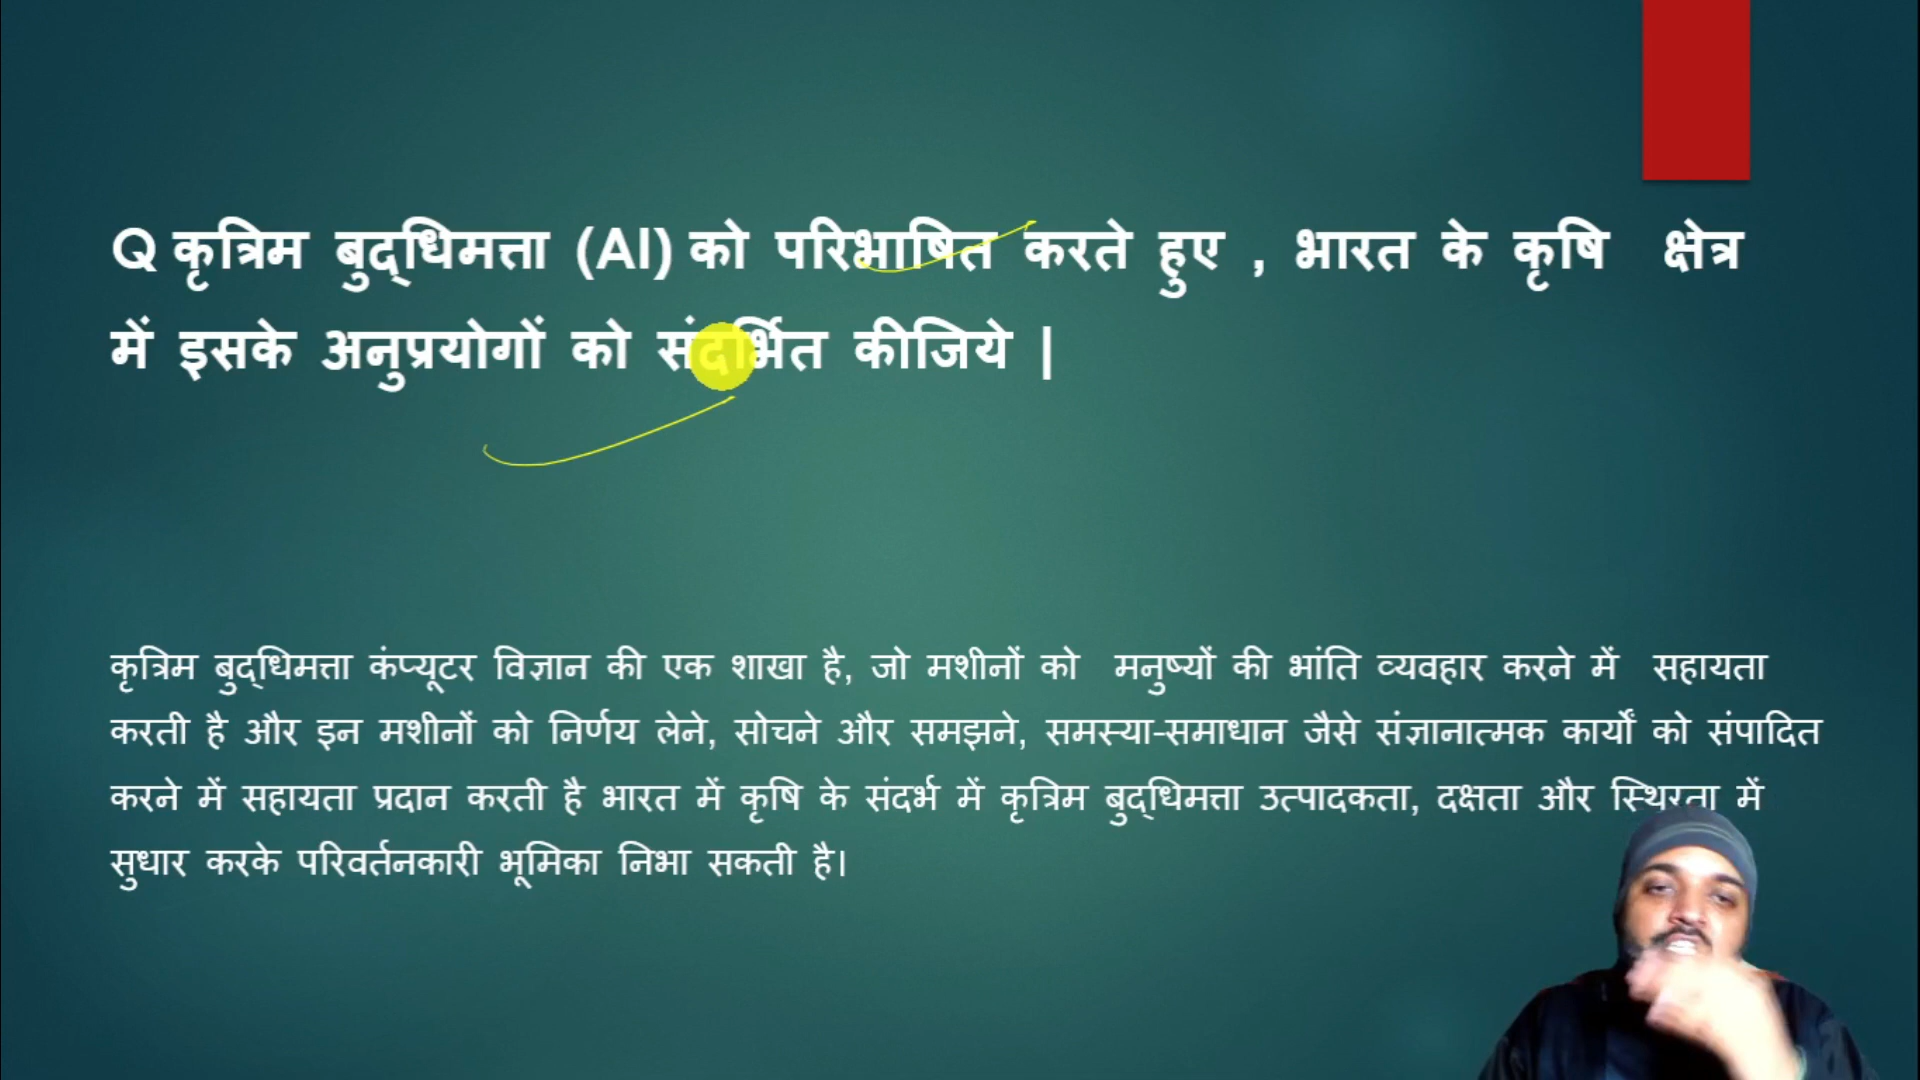 Q कृत्रिम बुद्धिमत्ता (AI) को परिभाषित करते हुए , भारत के कृषि क्षेत्र
में इसके अनुप्रयोगों को संदर्भित कीजिये |
कृत्रिम बुद्धिमत्ता कंप्यूटर विज्ञान की एक शाखा है, जो मशीनों को मनुष्यों की भांति व्यवहार करने में सहायता
करती है और इन मशीनों को निर्णय लेने, सोचने और समझने, समस्या-समाधान जैसे संज्ञानात्मक कार्यों को संपादित
करने में सहायता प्रदान करती है भारत में कृषि के संदर्भ में कृत्रिम बुद्धिमत्ता उत्पादकता, दक्षता और स्थिरता में
सुधार करके परिवर्तनकारी भूमिका निभा सकती है।